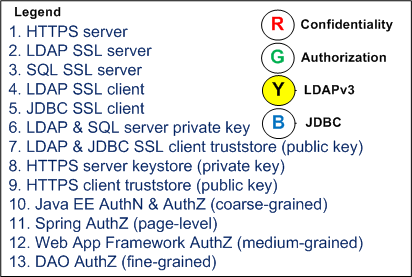 Legend
1. HTTPS server
2. LDAP SSL server
3. SQL SSL server
4. LDAP SSL client
5. JDBC SSL client
6. LDAP & SQL server private key
7. LDAP & JDBC SSL client truststore (public key)
8. HTTPS server keystore (private key)
9. HTTPS client truststore (public key)
10. Java EE AuthN & AuthZ (coarse-grained)
11. Spring AuthZ (page-level)
12. Web App Framework AuthZ (medium-grained)
13. DAO AuthZ (fine-grained)
R Confidentiality
G Authorization
Y LDAPv3
B JDBC